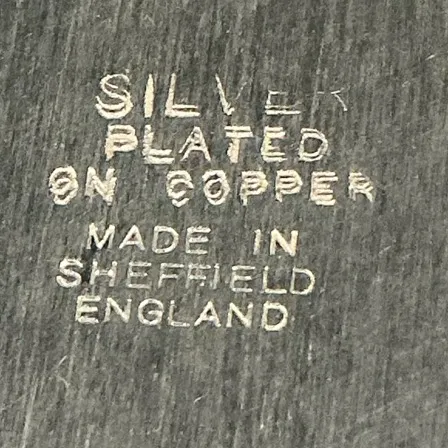 SILVER
PLATED
ON COPPER
MADE IN
SHEFFIELD
ENGLAND